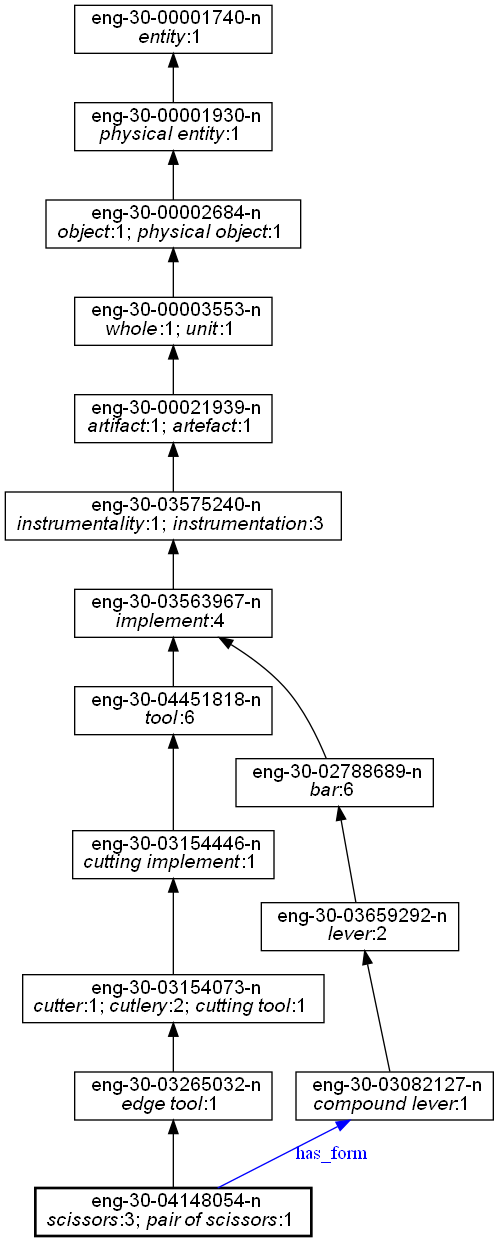 eng-30-00001740-n
entity:1
eng-30-00001930-n
physical entity:1
eng-30-00002684-n
object:1; physical object:1
eng-30-00003553-n
whole:1; unit:1
eng-30-00021939-n
artifact:1; artefact:1
eng-30-03575240-n
instrumentality:1; instrumentation:3
eng-30-03563967-n
implement:4
eng-30-04451818-n
tool:6
eng-30-02788689-n
bar:6
eng-30-03154446-n
cutting implement:1
eng-30-03659292-n
lever:2
eng-30-03154073-n
cutter:1; cutlery:2; cutting tool:1
eng-30-03265032-n
edge tool:1
eng-30-03082127-n
compound lever:1
has_form
eng-30-04148054-n
scissors:3; pair of scissors:1